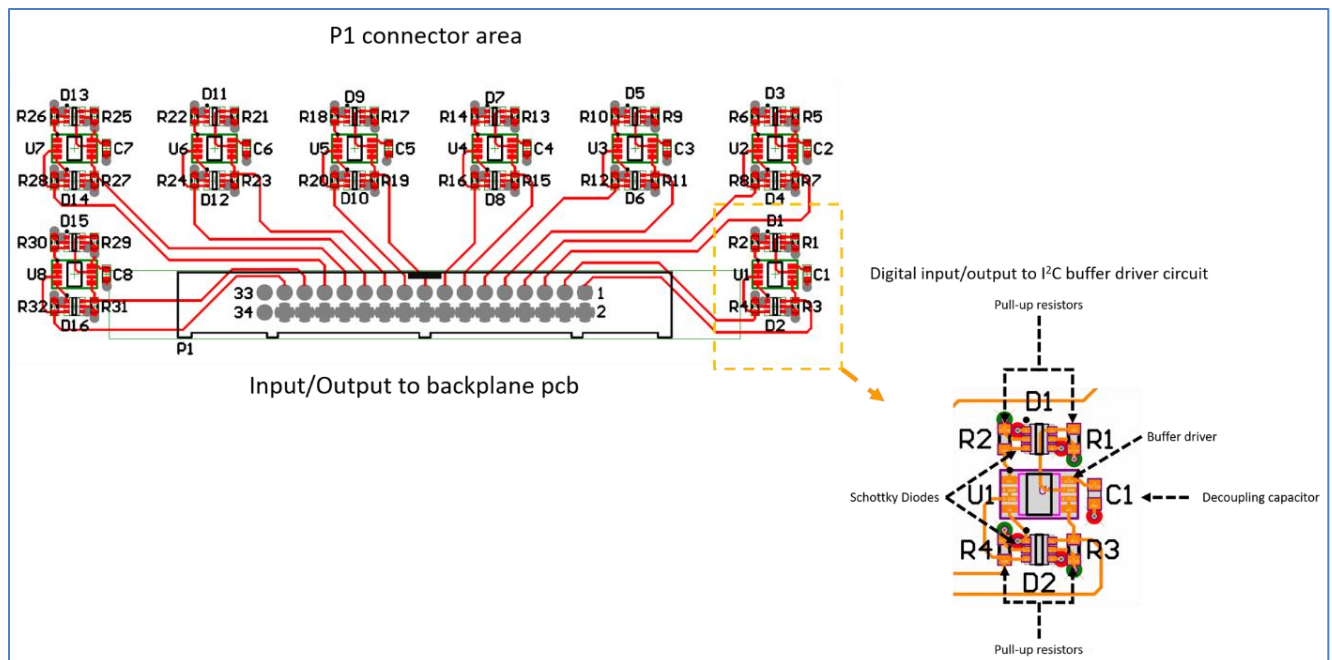 P1 connector area
D13 D11 D9 D7 D5 D3
R26 R25 R22 R21 R18 R17 R14 R13 R10 R9 R6 R5
U7 C7 U6 C6 U5 C5 U4 C4 U3 C3 U2 C2
R28 R27 R24 R23 R20 R19 R16 R15 R12 R11 R8 R7
D14 D12 D10 D8 D6 D4
D15 D1
R30 R29 R2 R1
U8 C8 U1 C1
R32 R31 33 1 R4 R3
D16 34 2 D2
P1
Input/Output to backplane pcb
Digital input/output to I²C buffer driver circuit
Pull-up resistors
D1
R2 R1
Buffer driver
Schottky Diodes
U1 C1
Decoupling capacitor
R4 R3
D2
Pull-up resistors